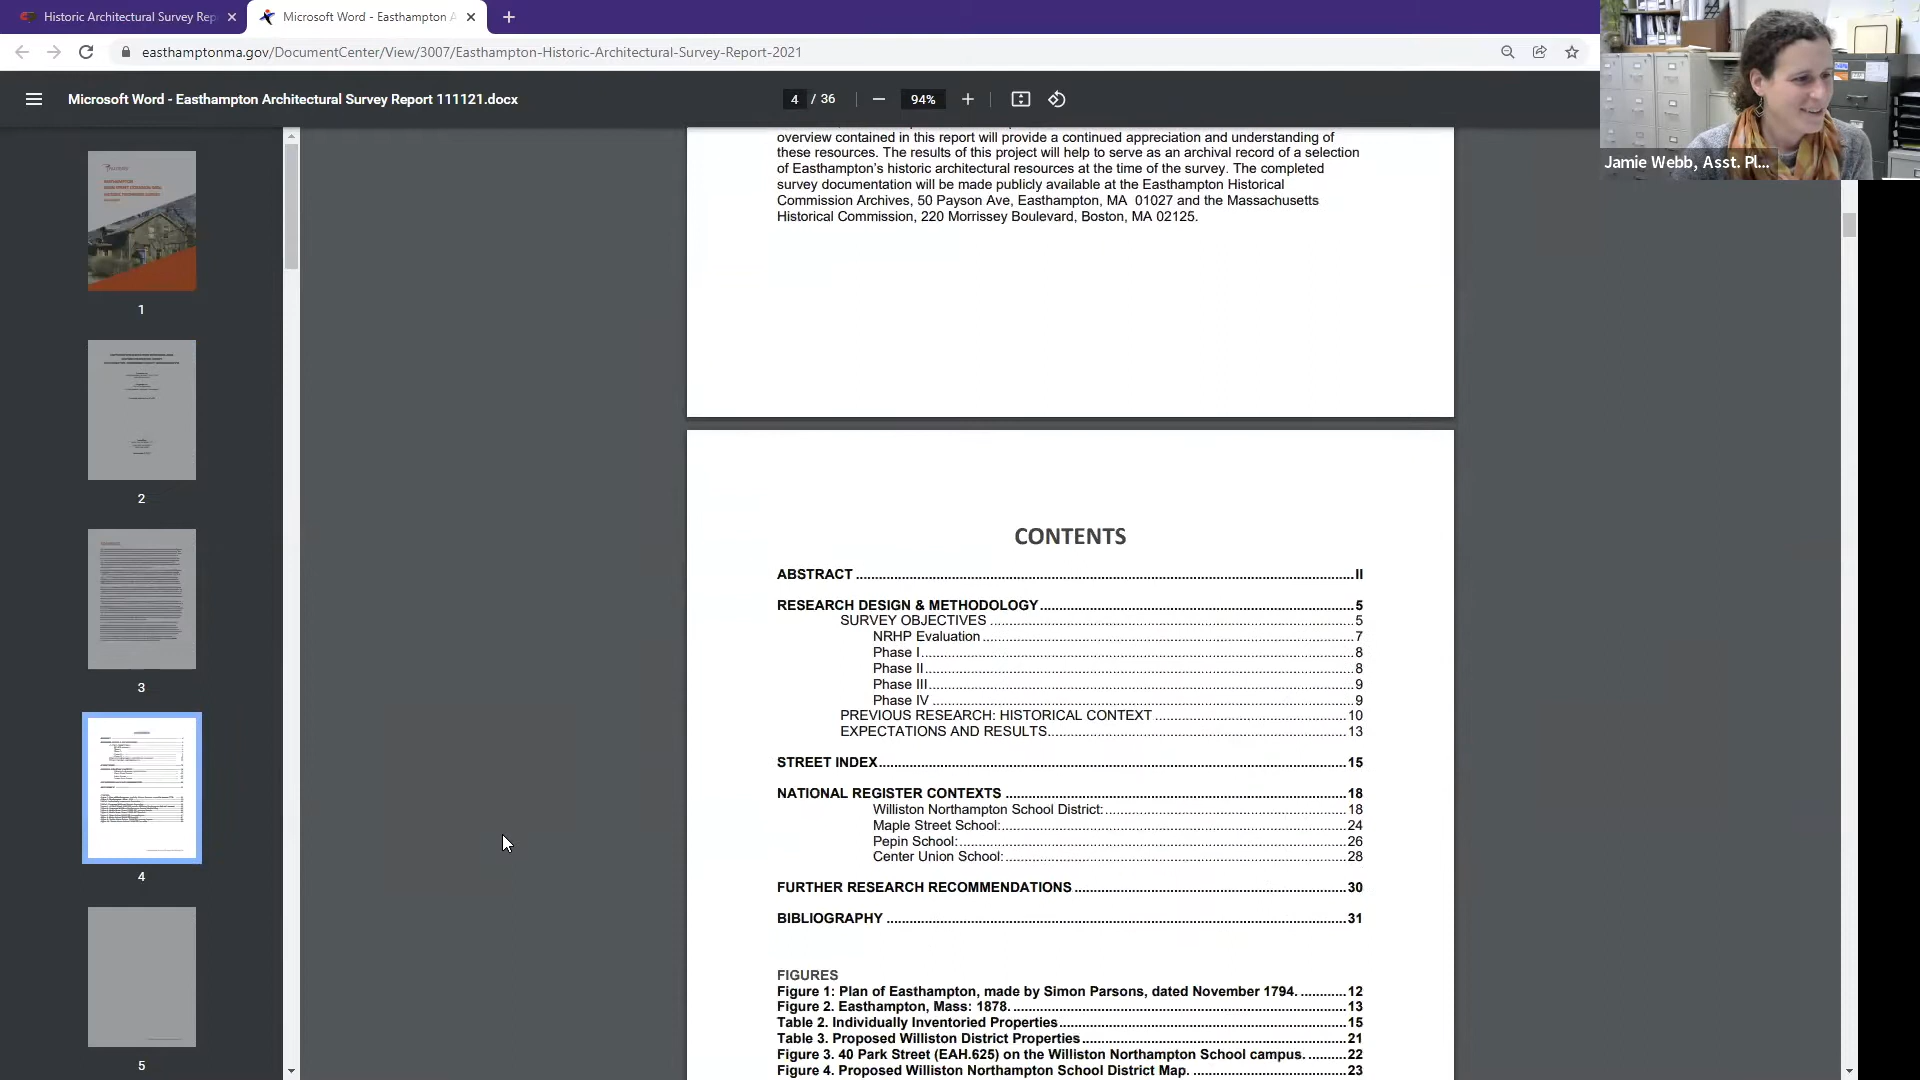 Historic Architectural Survey Rep
Microsoft Word - Easthampton A
easthamptonma.gov/DocumentCenter/View/3007/Easthampton-Historic-Architectural-Survey-Report-2021
Microsoft Word - Easthampton Architectural Survey Report 111121.docx
4 / 36
94%
Jamie Webb, Asst. Pl...
1
2
3
4
5
overview contained in this report will provide a continued appreciation and understanding of
these resources. The results of this project will help to serve as an archival record of a selection
of Easthampton's historic architectural resources at the time of the survey. The completed
survey documentation will be made publicly available at the Easthampton Historical
Commission Archives, 50 Payson Ave, Easthampton, MA 01027 and the Massachusetts
Historical Commission, 220 Morrissey Boulevard, Boston, MA 02125.
CONTENTS
ABSTRACT ... II
RESEARCH DESIGN & METHODOLOGY ... 5
SURVEY OBJECTIVES ... 5
NRHP Evaluation ... 7
Phase I ... 8
Phase II ... 8
Phase III ... 9
Phase IV ... 9
PREVIOUS RESEARCH: HISTORICAL CONTEXT ... 10
EXPECTATIONS AND RESULTS ... 13
STREET INDEX ... 15
NATIONAL REGISTER CONTEXTS ... 18
Williston Northampton School District: ... 18
Maple Street School: ... 24
Pepin School: ... 26
Center Union School: ... 28
FURTHER RESEARCH RECOMMENDATIONS ... 30
BIBLIOGRAPHY ... 31
FIGURES
Figure 1: Plan of Easthampton, made by Simon Parsons, dated November 1794. ... 12
Figure 2. Easthampton, Mass: 1878. ... 13
Table 2. Individually Inventoried Properties ... 15
Table 3. Proposed Williston District Properties ... 21
Figure 3. 40 Park Street (EAH.625) on the Williston Northampton School campus. ... 22
Figure 4. Proposed Williston Northampton School District Map. ... 23